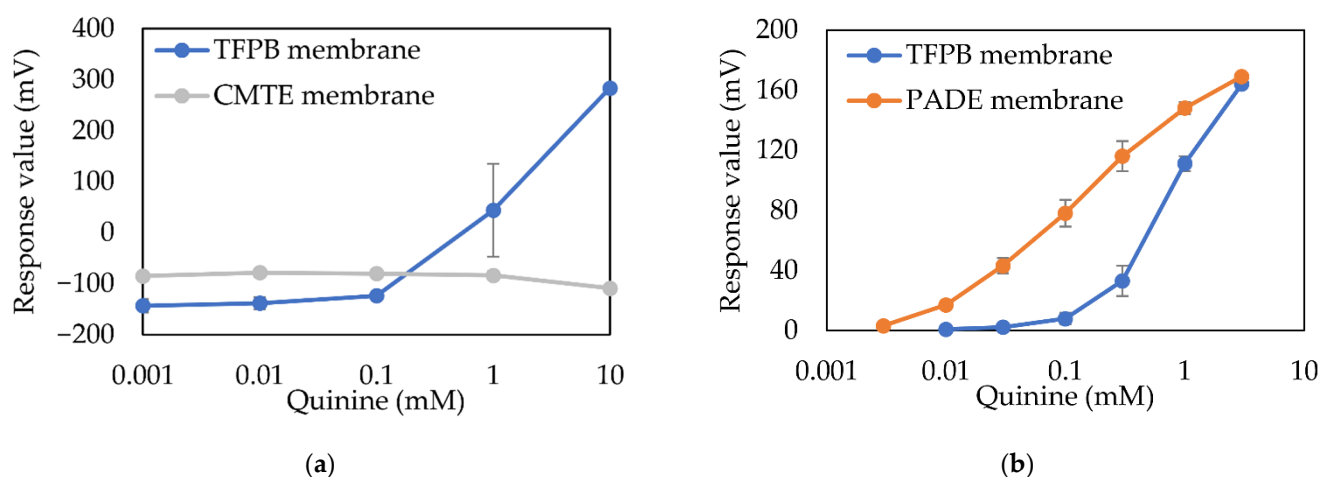 400
300
200
100
0
−100
−200
Response value (mV)
TFPB membrane
CMTE membrane
0.001 0.01 0.1 1 10
Quinine (mM)
(a)
200
160
120
80
40
0
Response value (mV)
TFPB membrane
PADE membrane
0.001 0.01 0.1 1 10
Quinine (mM)
(b)